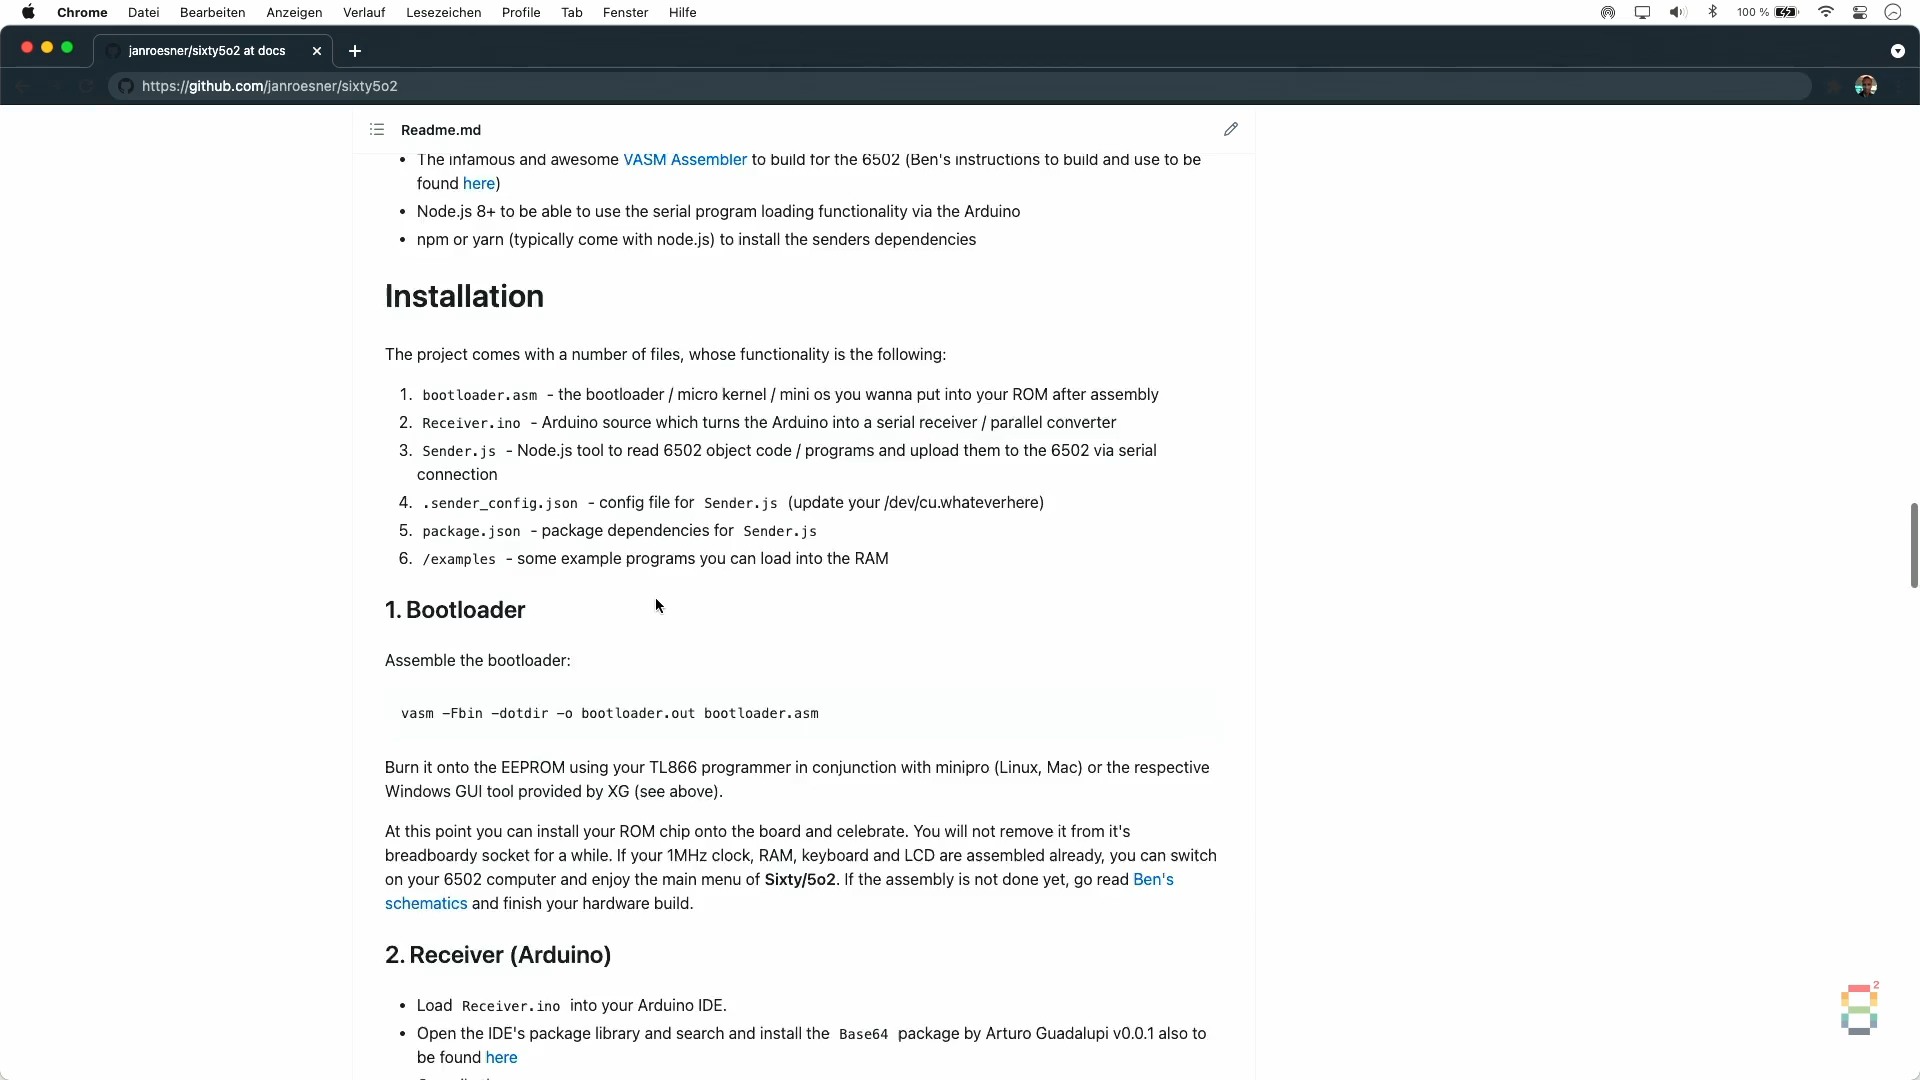 Chrome Datei Bearbeiten Anzeigen Verlauf Lesezeichen Profile Tab Fenster Hilfe 100 %
janroesner/sixty5o2 at docs
https://github.com/janroesner/sixty5o2
Readme.md
• The infamous and awesome VASM Assembler to build for the 6502 (Ben's instructions to build and use to be
found here)
• Node.js 8+ to be able to use the serial program loading functionality via the Arduino
• npm or yarn (typically come with node.js) to install the senders dependencies
Installation
The project comes with a number of files, whose functionality is the following:
1. bootloader.asm - the bootloader / micro kernel / mini os you wanna put into your ROM after assembly
2. Receiver.ino - Arduino source which turns the Arduino into a serial receiver / parallel converter
3. Sender.js - Node.js tool to read 6502 object code / programs and upload them to the 6502 via serial
connection
4. .sender_config.json - config file for Sender.js (update your /dev/cu.whateverhere)
5. package.json - package dependencies for Sender.js
6. /examples - some example programs you can load into the RAM
1. Bootloader
Assemble the bootloader:
vasm -Fbin -dotdir -o bootloader.out bootloader.asm
Burn it onto the EEPROM using your TL866 programmer in conjunction with minipro (Linux, Mac) or the respective
Windows GUI tool provided by XG (see above).
At this point you can install your ROM chip onto the board and celebrate. You will not remove it from it's
breadboardy socket for a while. If your 1MHz clock, RAM, keyboard and LCD are assembled already, you can switch
on your 6502 computer and enjoy the main menu of Sixty/5o2. If the assembly is not done yet, go read Ben's
schematics and finish your hardware build.
2. Receiver (Arduino)
• Load Receiver.ino into your Arduino IDE.
• Open the IDE's package library and search and install the Base64 package by Arturo Guadalupi v0.0.1 also to
be found here
8 2